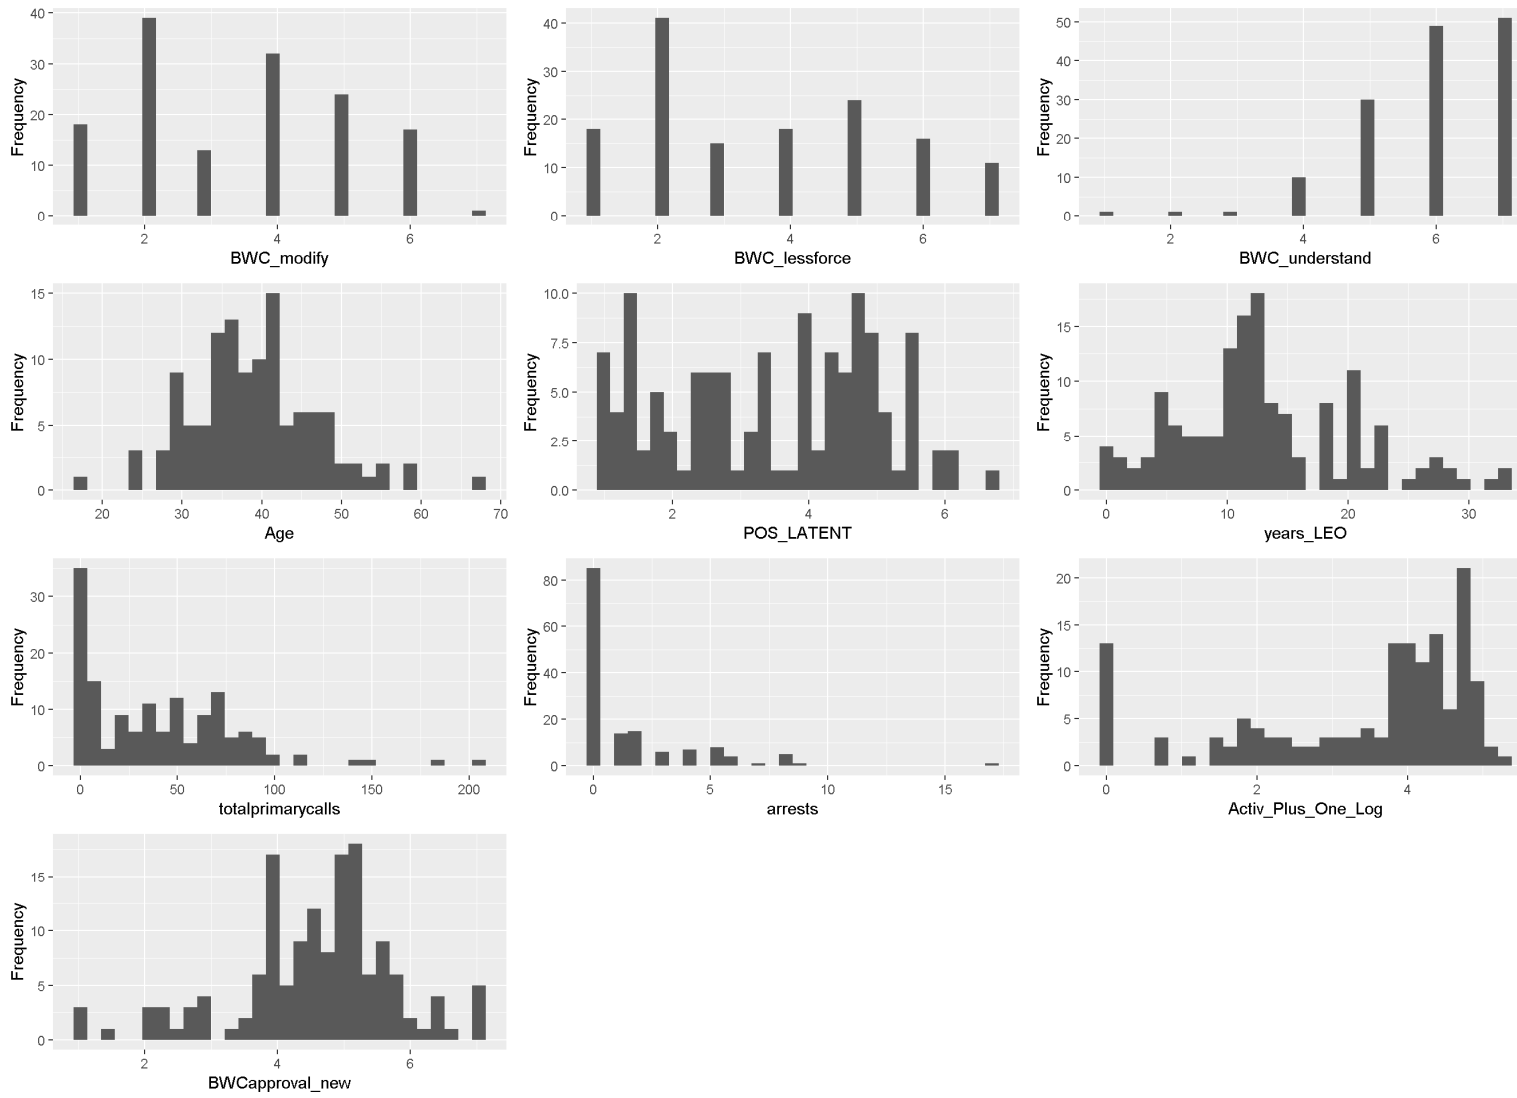 40
30
20
10
0
Frequency
2 4 6
BWC_modify
40
30
20
10
0
Frequency
2 4 6
BWC_lessforce
50
40
30
20
10
0
Frequency
2 4 6
BWC_understand
15
10
5
0
Frequency
20 30 40 50 60 70
Age
10.0
7.5
5.0
2.5
0.0
Frequency
2 4 6
POS_LATENT
15
10
5
0
Frequency
0 10 20 30
years_LEO
30
20
10
0
Frequency
0 50 100 150 200
totalprimarycalls
80
60
40
20
0
Frequency
0 5 10 15
arrests
20
15
10
5
0
Frequency
0 2 4
Activ_Plus_One_Log
15
10
5
0
Frequency
2 4 6
BWCapproval_new